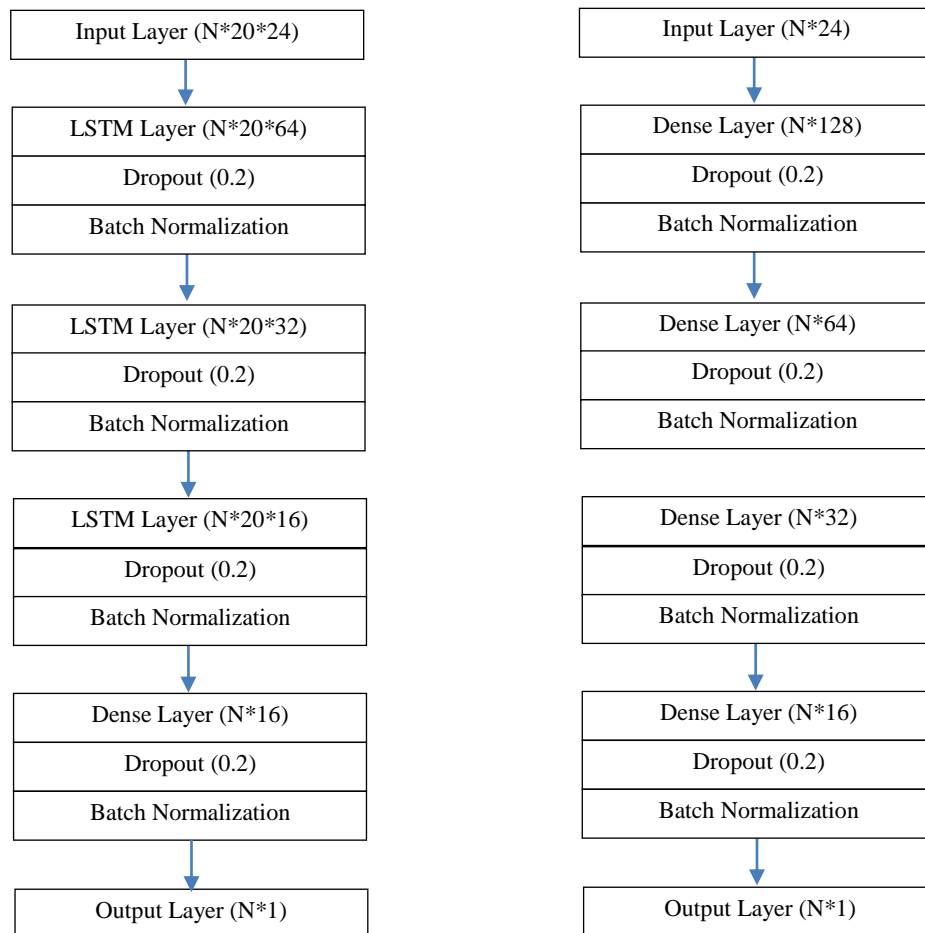 Input Layer (N*20*24)
LSTM Layer (N*20*64)
Dropout (0.2)
Batch Normalization
LSTM Layer (N*20*32)
Dropout (0.2)
Batch Normalization
LSTM Layer (N*20*16)
Dropout (0.2)
Batch Normalization
Dense Layer (N*16)
Dropout (0.2)
Batch Normalization
Output Layer (N*1)
Input Layer (N*24)
Dense Layer (N*128)
Dropout (0.2)
Batch Normalization
Dense Layer (N*64)
Dropout (0.2)
Batch Normalization
Dense Layer (N*32)
Dropout (0.2)
Batch Normalization
Dense Layer (N*16)
Dropout (0.2)
Batch Normalization
Output Layer (N*1)